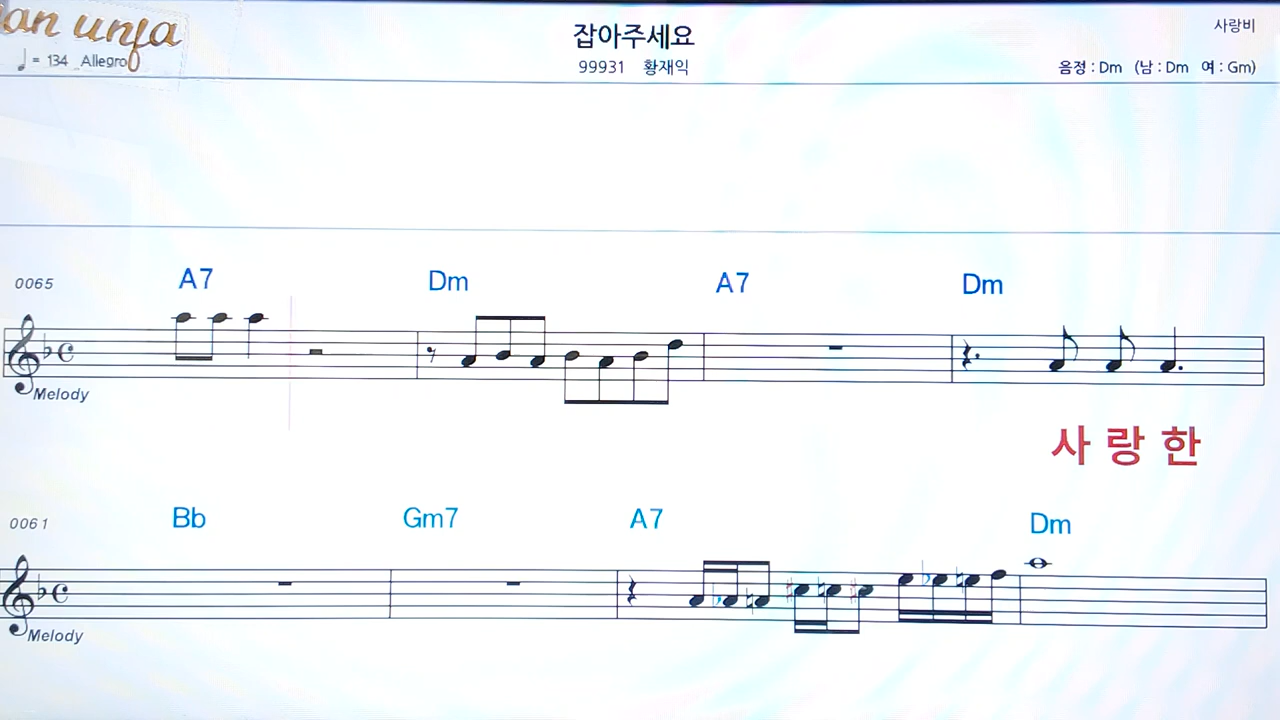 an unfa
♩= 134 Allegro
잡아주세요
99931 황재익
사랑비
음정 : Dm (남 : Dm 여 : Gm)
0065 A7 Dm A7 Dm
Melody
사 랑 한
0061 Bb Gm7 A7 Dm
Melody